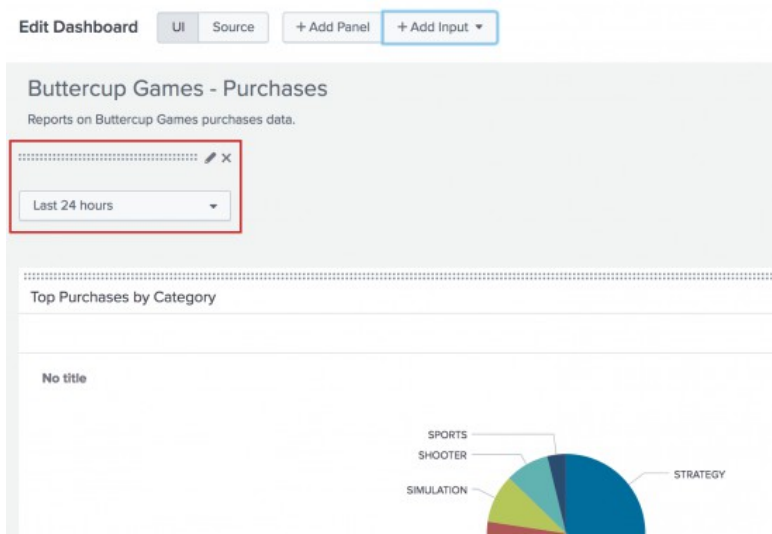 Edit Dashboard UI Source + Add Panel + Add Input
Buttercup Games - Purchases
Reports on Buttercup Games purchases data.
Last 24 hours
Top Purchases by Category
No title
SPORTS
SHOOTER
STRATEGY
SIMULATION